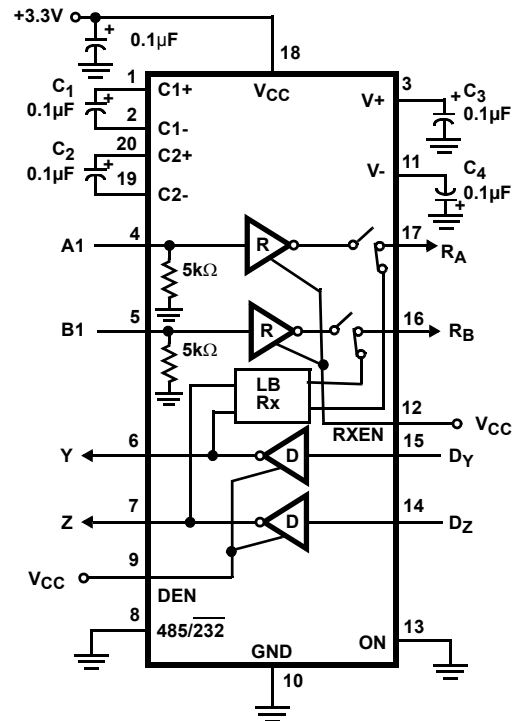 +3.3V
0.1μF
18
1
C1
0.1μF
C1+
VCC
3
V+
+ C3
0.1μF
2
C1-
20
C2
0.1μF
C2+
19
C2-
11
V-
C4
0.1μF
+
A1
4
R
17
RA
5kΩ
B1
5
R
16
RB
5kΩ
LB
Rx
12
RXEN
VCC
Y
6
D
15
DY
Z
7
D
14
DZ
VCC
9
DEN
8
485/232
13
ON
GND
10